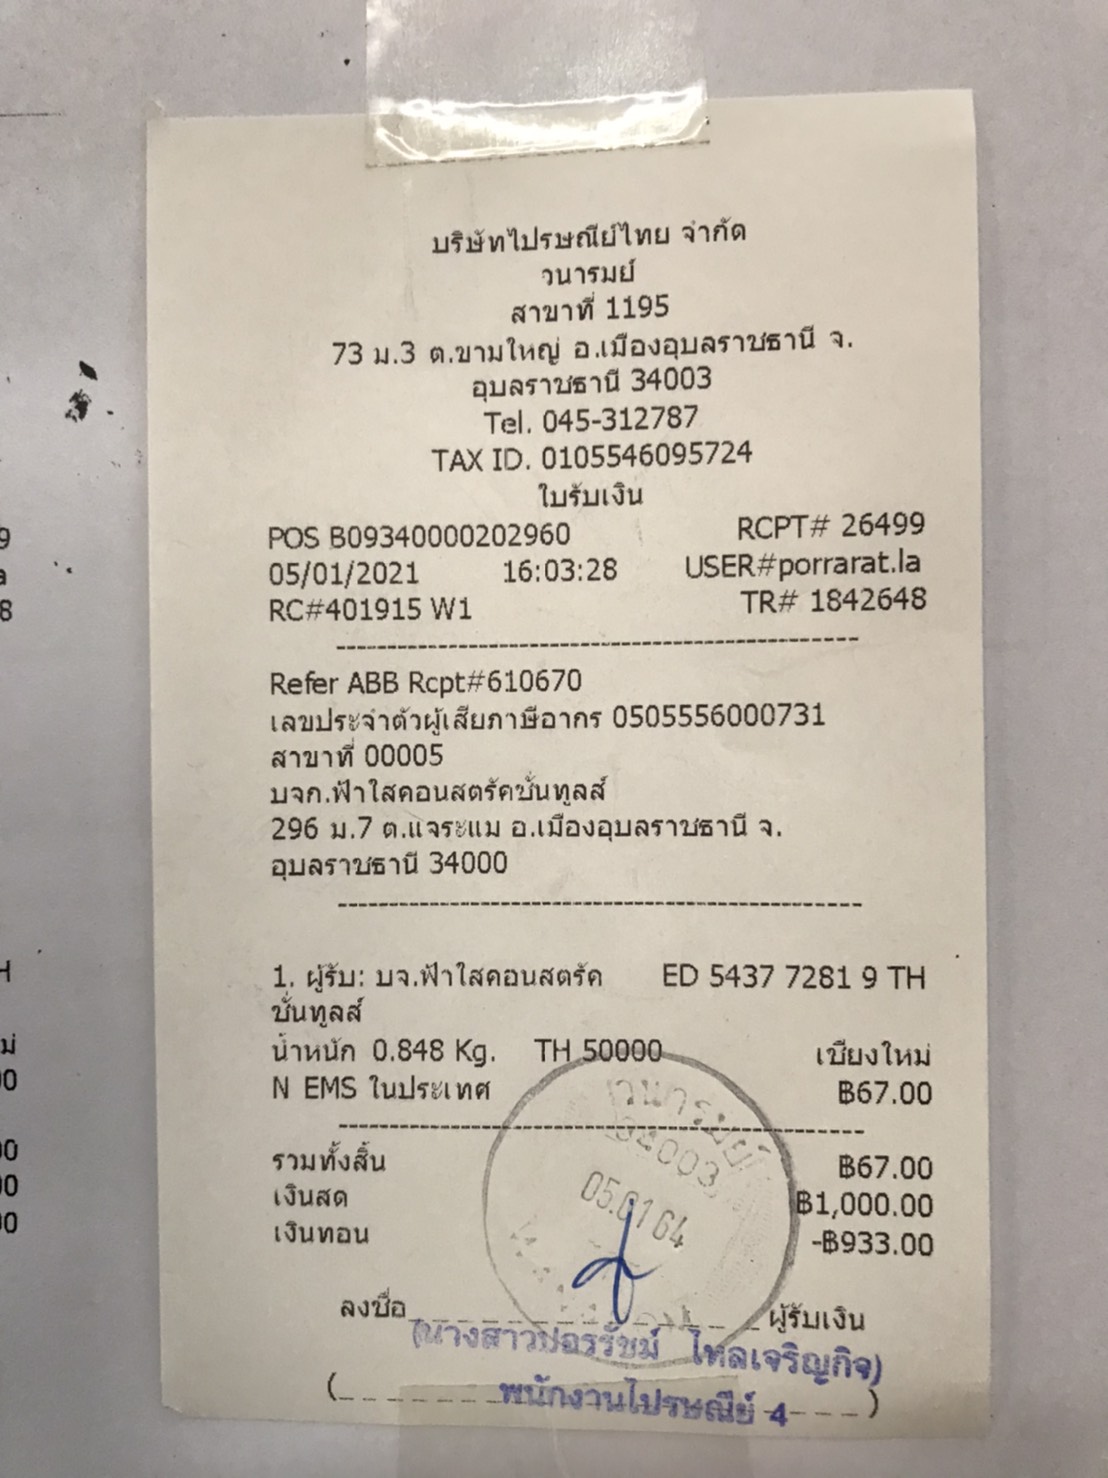 บริษัทไปรษณีย์ไทย จำกัด
วนารมย์
สาขาที่ 1195
73 ม.3 ต.ขามใหญ่ อ.เมืองอุบลราชธานี จ.
อุบลราชธานี 34003
Tel. 045-312787
TAX ID. 0105546095724
ใบรับเงิน
POS B09340000202960 RCPT# 26499
05/01/2021 16:03:28 USER#porrarat.la
RC#401915 W1 TR# 1842648
Refer ABB Rcpt#610670
เลขประจำตัวผู้เสียภาษีอากร 0505556000731
สาขาที่ 00005
บจก.ฟ้าใสคอนสตรัคชั่นทูลส์
296 ม.7 ต.แจระแม อ.เมืองอุบลราชธานี จ.
อุบลราชธานี 34000
1. ผู้รับ: บจ.ฟ้าใสคอนสตรัค ED 5437 7281 9 TH
ชั่นทูลส์
น้ำหนัก 0.848 Kg. TH 50000 เชียงใหม่
N EMS ในประเทศ ฿67.00
วนารมย์
34003
รวมทั้งสิ้น ฿67.00
เงินสด ฿1,000.00
05.01 64
เงินทอน -฿933.00
ลงชื่อ ผู้รับเงิน
(นางสาวปอรรัชม์ ไหลเจริญกิจ)
พนักงานไปรษณีย์ 4